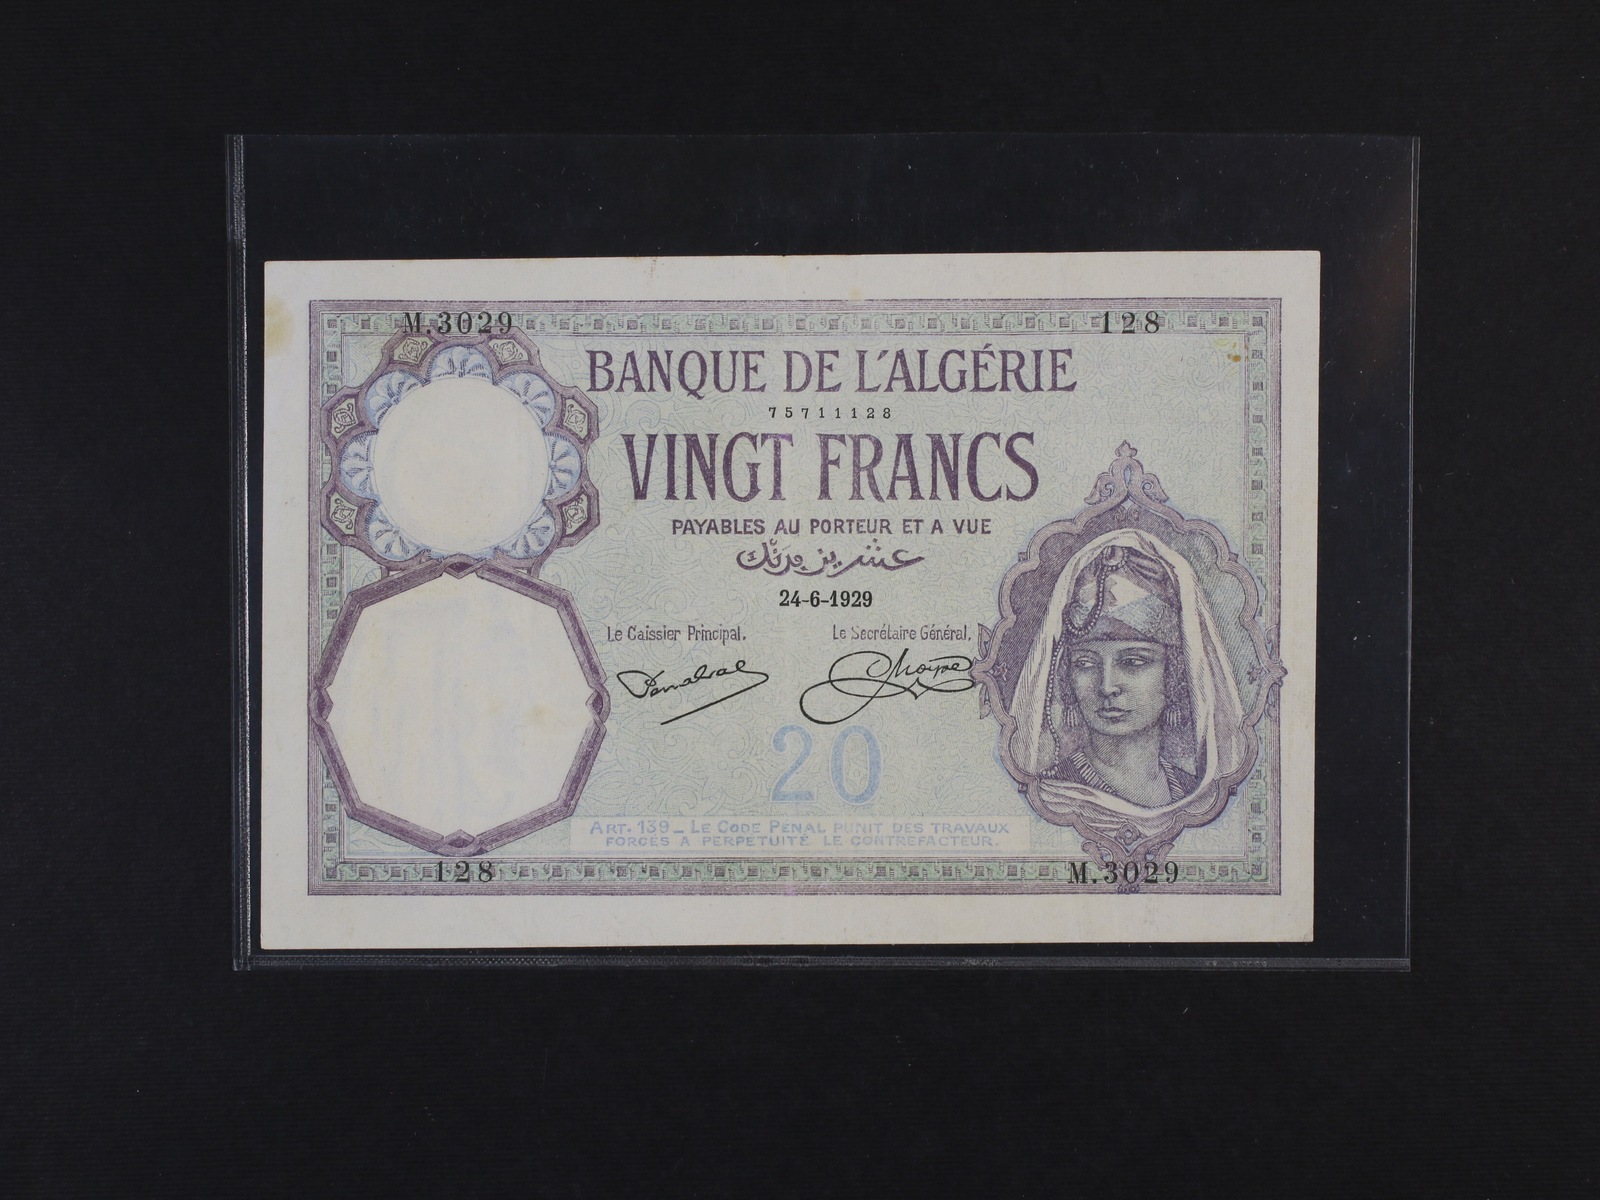 M.3029 128
BANQUE DE L'ALGÉRIE
75711128
VINGT FRANCS
PAYABLES AU PORTEUR ET A VUE
عشرين فرنك
24-6-1929
Le Caissier Principal. Le Secrétaire Général.
20
ART. 139_ LE CODE PÉNAL PUNIT DES TRAVAUX
FORCÉS A PERPÉTUITÉ LE CONTREFACTEUR.
128 M.3029